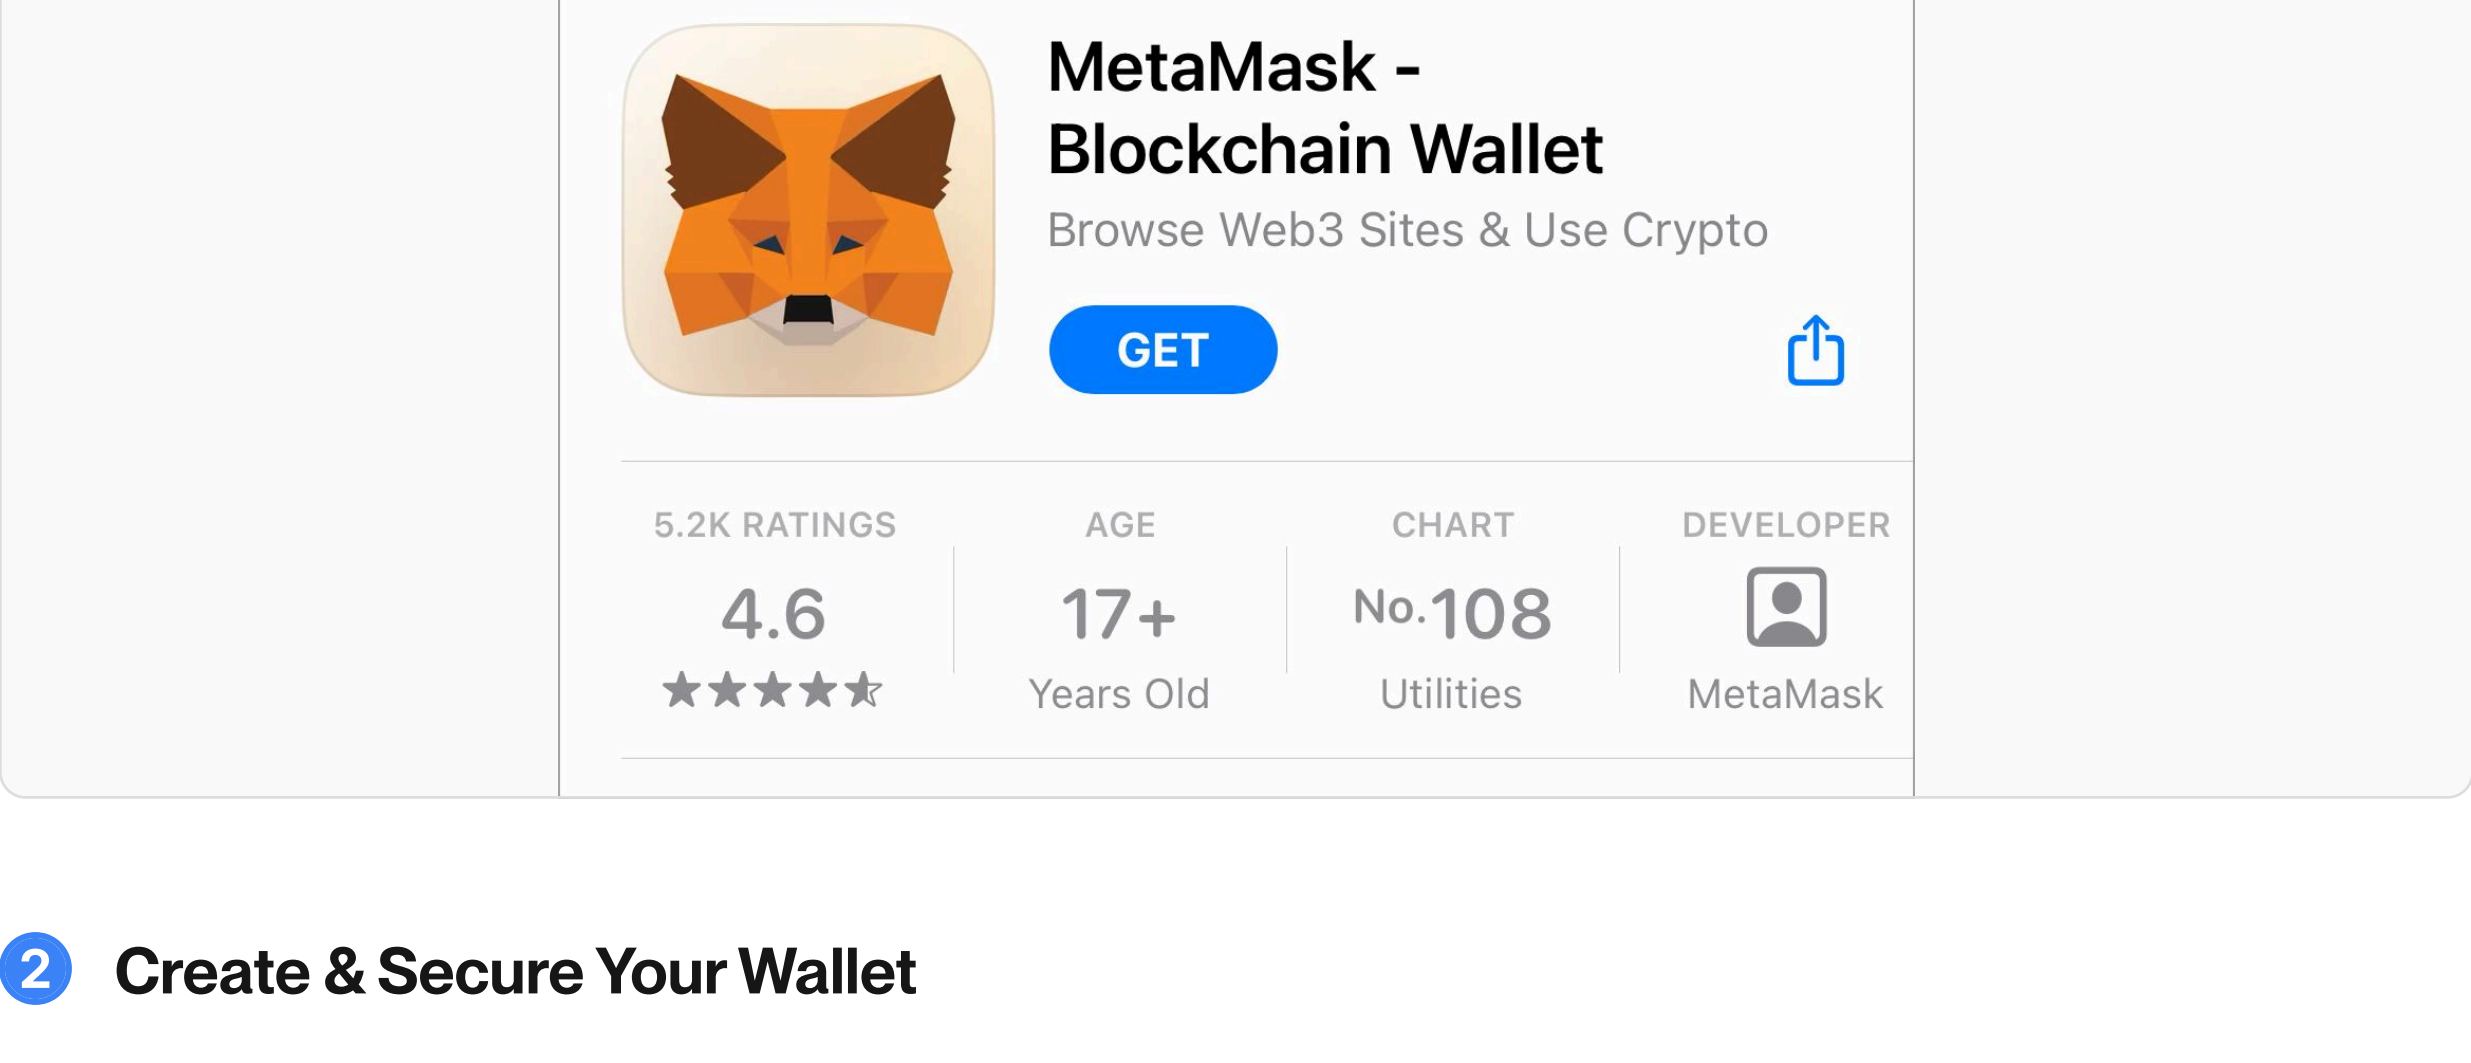 MetaMask -
Blockchain Wallet
Browse Web3 Sites & Use Crypto
GET
5.2K RATINGS
4.6
AGE
17+
Years Old
CHART
No.108
Utilities
DEVELOPER
MetaMask
2 Create & Secure Your Wallet